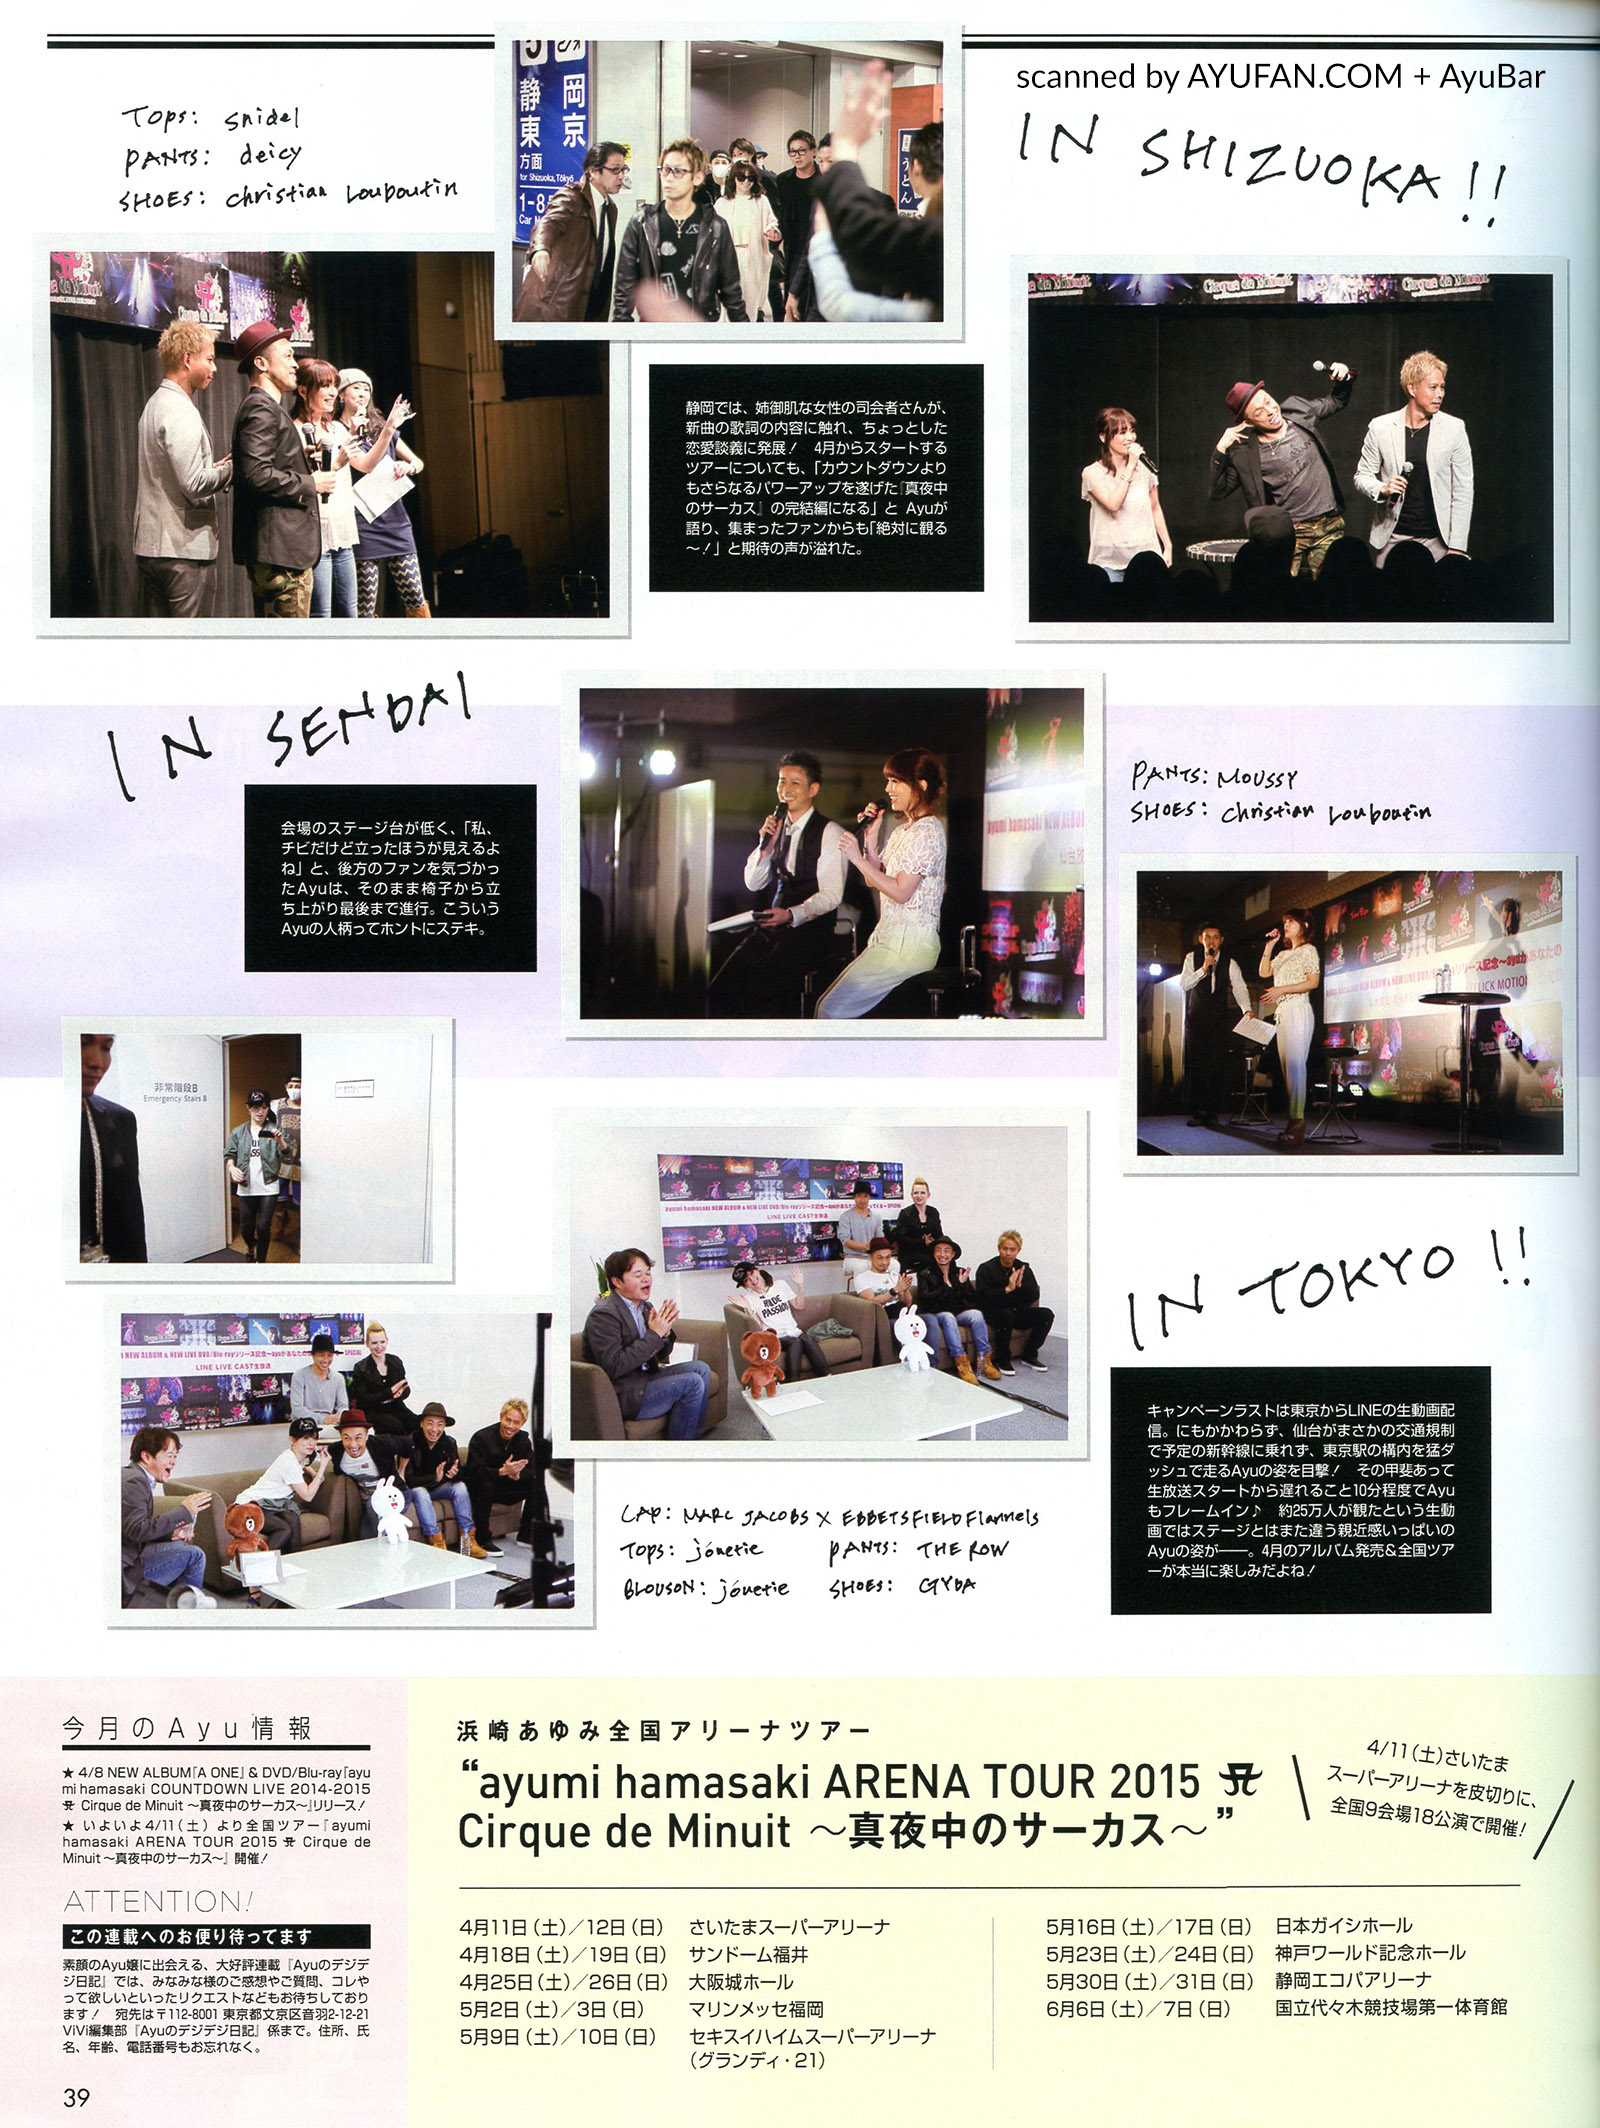 scanned by AYUFAN.COM + AyuBar
TOPS: snidel
PANTS: deicy
SHOES: Christian Louboutin
IN SHIZUOKA!!
静 岡
東 京
方面
for Shizuoka, Tōkyō
1-8
うどん
Cirque de Minuit
静岡では、姉御肌な女性の司会者さんが、
新曲の歌詞の内容に触れ、ちょっとした
恋愛談義に発展！　4月からスタートする
ツアーについても、「カウントダウンより
もさらなるパワーアップを遂げた『真夜中
のサーカス』の完結編になる」と Ayuが
語り、集まったファンからも「絶対に観る
～！」と期待の声が溢れた。
IN SENDAI
会場のステージ台が低く、「私、
チビだけど立ったほうが見えるよ
ね」と、後方のファンを気づかっ
たAyuは、そのまま椅子から立
ち上がり最後まで進行。こういう
Ayuの人柄ってホントにステキ。
PANTS: MOUSSY
SHOES: Christian Louboutin
非常階段B
Emergency Stairs B
ayumi hamasaki NEW ALBUM & NEW LIVE DVD/Blu-rayリリース記念
LINE LIVE CAST生放送
RUDE
PASSION
IN TOKYO!!
キャンペーンラストは東京からLINEの生動画配
信。にもかかわらず、仙台がまさかの交通規制
で予定の新幹線に乗れず、東京駅の構内を猛ダ
ッシュで走るAyuの姿を目撃！　その甲斐あって
生放送スタートから遅れること10分程度でAyu
もフレームイン♪　約25万人が観たという生動
画ではステージとはまた違う親近感いっぱいの
Ayuの姿が――。4月のアルバム発売＆全国ツア
ーが本当に楽しみだよね！
CAP: MARC JACOBS X EBBETSFIELDFlannels
TOPS: jouetie　PANTS: THE ROW
BLOUSON: jouetie　SHOES: GYDA
今月のAyu情報
★ 4/8 NEW ALBUM『A ONE』& DVD/Blu-ray『ayu
mi hamasaki COUNTDOWN LIVE 2014-2015
Cirque de Minuit ～真夜中のサーカス～』リリース！
★ いよいよ4/11（土）より全国ツアー『ayumi
hamasaki ARENA TOUR 2015 Cirque de
Minuit ～真夜中のサーカス～』開催！
ATTENTION!
この連載へのお便り待ってます
素顔のAyu嬢に出会える、大好評連載『Ayuのデジデ
ジ日記』では、みなみな様のご感想やご質問、コレや
って欲しいといったリクエストなどもお待ちしており
ます！　宛先は〒112-8001 東京都文京区音羽2-12-21
ViVi編集部『Ayuのデジデジ日記』係まで。住所、氏
名、年齢、電話番号もお忘れなく。
39
浜崎あゆみ全国アリーナツアー
“ayumi hamasaki ARENA TOUR 2015
Cirque de Minuit ～真夜中のサーカス～”
4/11（土）さいたま
スーパーアリーナを皮切りに、
全国9会場18公演で開催！
4月11日（土）／12日（日）　さいたまスーパーアリーナ
4月18日（土）／19日（日）　サンドーム福井
4月25日（土）／26日（日）　大阪城ホール
5月2日（土）／3日（日）　マリンメッセ福岡
5月9日（土）／10日（日）　セキスイハイムスーパーアリーナ
（グランディ・21）
5月16日（土）／17日（日）　日本ガイシホール
5月23日（土）／24日（日）　神戸ワールド記念ホール
5月30日（土）／31日（日）　静岡エコパアリーナ
6月6日（土）／7日（日）　国立代々木競技場第一体育館